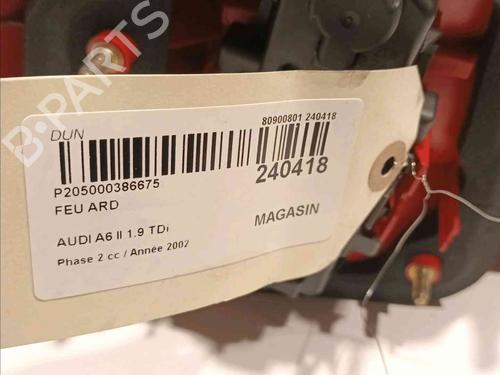 DUN
80900801 240418
P205000386675
240418
FEU ARD
MAGASIN
AUDI A6 II 1.9 TDi
Phase 2 cc / Année 2002
B-PARTS